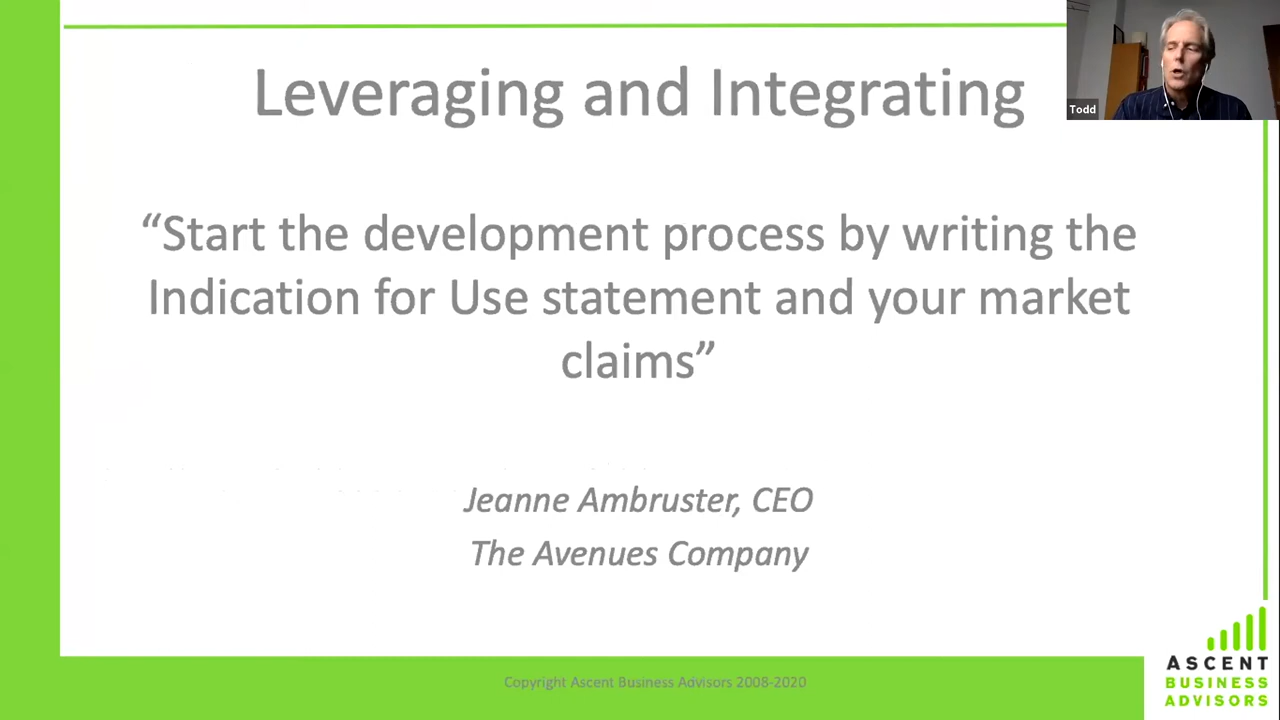 Leveraging and Integrating
Todd
“Start the development process by writing the
Indication for Use statement and your market
claims”
Jeanne Ambruster, CEO
The Avenues Company
Copyright Ascent Business Advisors 2008-2020
ASCENT
BUSINESS
ADVISORS